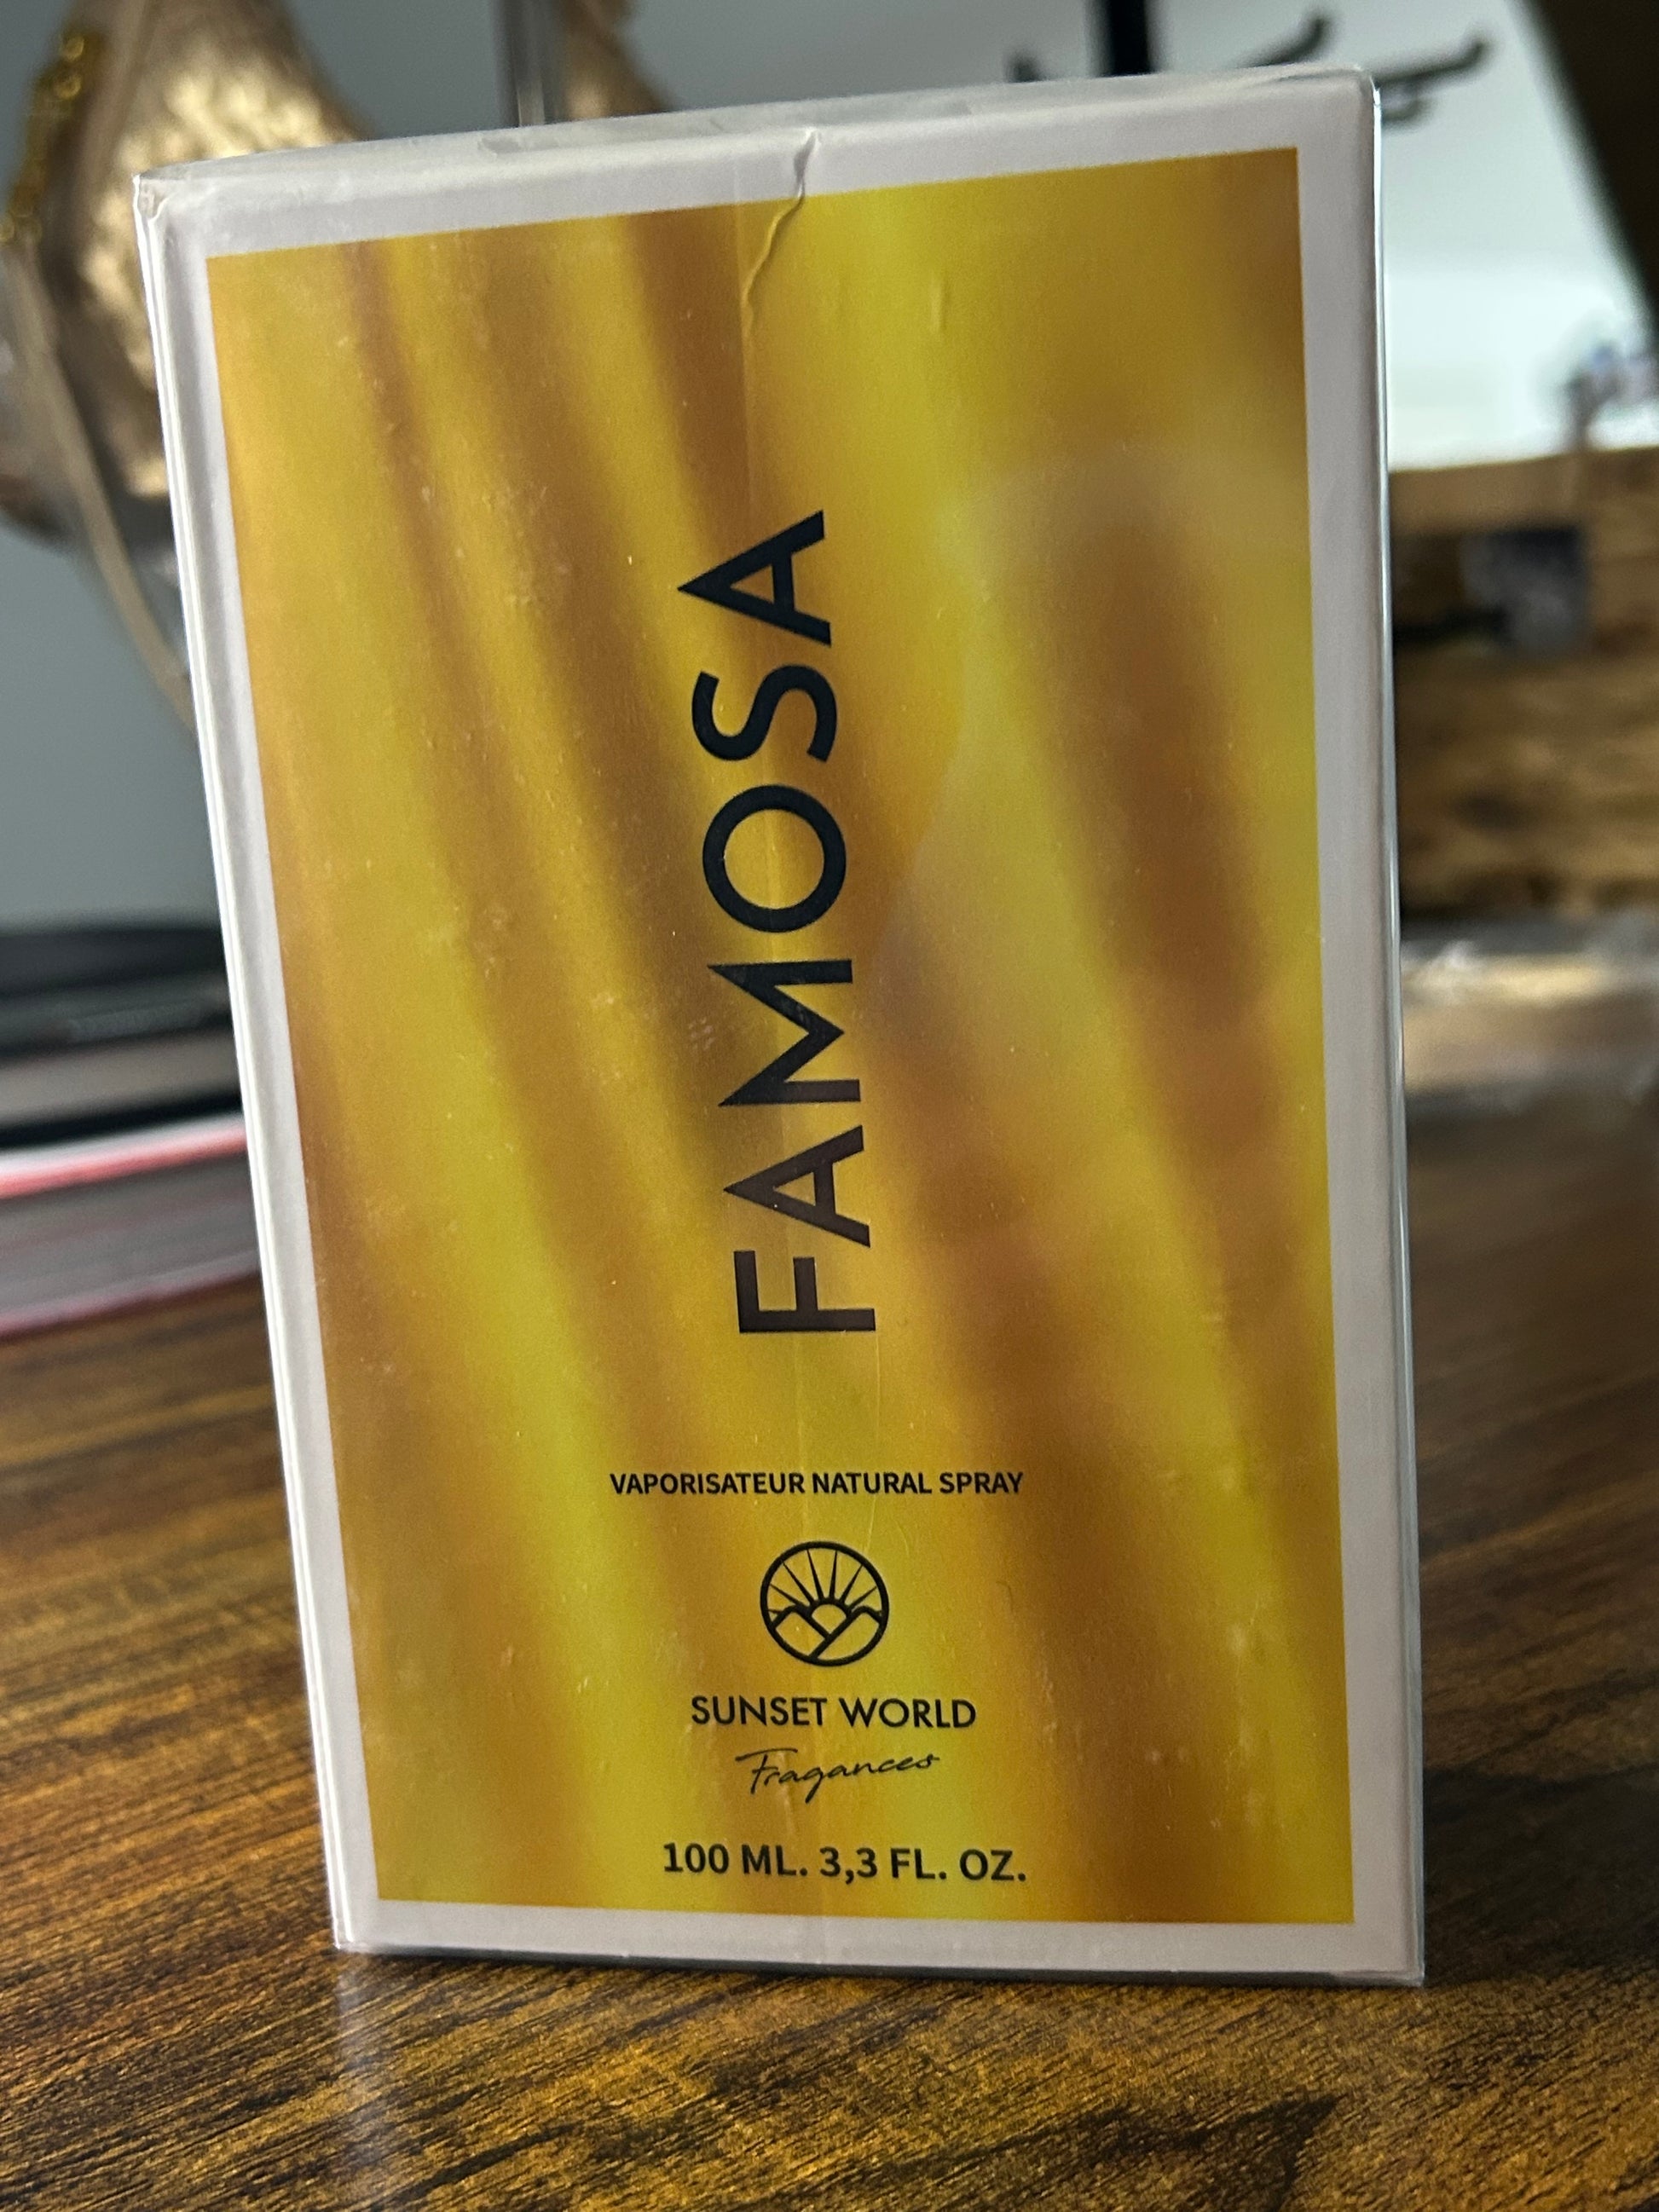 FAMOSA
VAPORISATEUR NATURAL SPRAY
SUNSET WORLD
Fragances
100 ML. 3,3 FL. OZ.